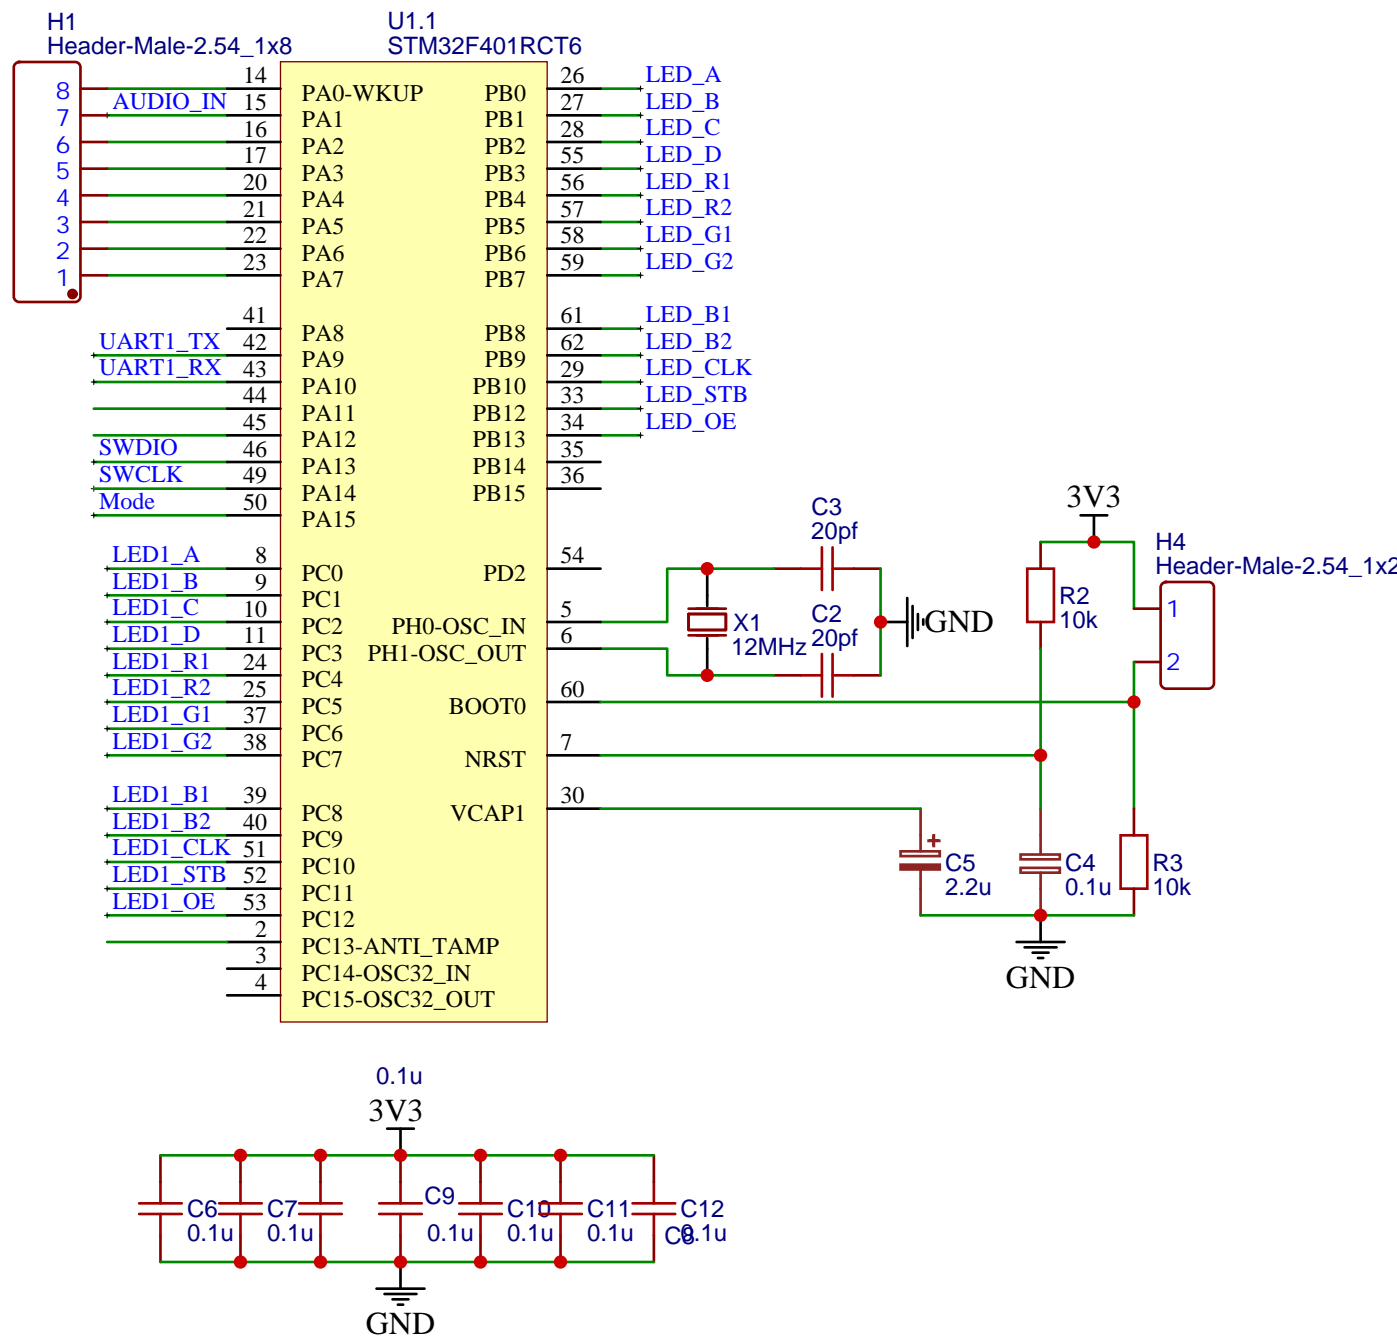 H1
Header-Male-2.54_1x8
U1.1
STM32F401RCT6
8 14 PA0-WKUP
7 AUDIO_IN 15 PA1
6 16 PA2
5 17 PA3
4 20 PA4
3 21 PA5
2 22 PA6
1 23 PA7
41 PA8
UART1_TX 42 PA9
UART1_RX 43 PA10
44 PA11
45 PA12
SWDIO 46 PA13
SWCLK 49 PA14
Mode 50 PA15
LED1_A 8 PC0
LED1_B 9 PC1
LED1_C 10 PC2
LED1_D 11 PC3
LED1_R1 24 PC4
LED1_R2 25 PC5
LED1_G1 37 PC6
LED1_G2 38 PC7
LED1_B1 39 PC8
LED1_B2 40 PC9
LED1_CLK 51 PC10
LED1_STB 52 PC11
LED1_OE 53 PC12
2 PC13-ANTI_TAMP
3 PC14-OSC32_IN
4 PC15-OSC32_OUT
PB0 26 LED_A
PB1 27 LED_B
PB2 28 LED_C
PB3 55 LED_D
PB4 56 LED_R1
PB5 57 LED_R2
PB6 58 LED_G1
PB7 59 LED_G2
PB8 61 LED_B1
PB9 62 LED_B2
PB10 29 LED_CLK
PB12 33 LED_STB
PB13 34 LED_OE
PB14 35
PB15 36
PD2 54
PH0-OSC_IN 5
PH1-OSC_OUT 6
BOOT0 60
NRST 7
VCAP1 30
C3
20pf
X1
12MHz
C2
20pf
GND
3V3
R2
10k
H4
Header-Male-2.54_1x2
1
2
+
C5
2.2u
C4
0.1u
R3
10k
GND
0.1u
3V3
C6
0.1u
C7
0.1u
C9
0.1u
C10
0.1u
C11
0.1u
C12
0.1u
C8
GND